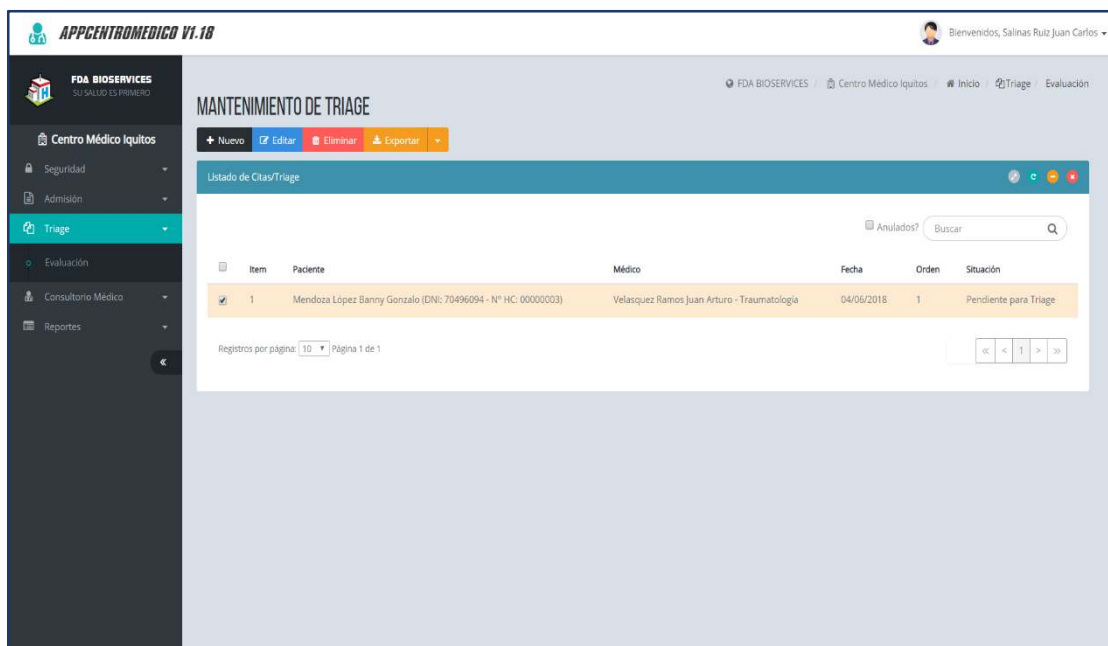 APPCENTROMEDICO V1.18
Bienvenidos, Salinas Ruiz Juan Carlos
FDA BIOSERVICES
SU SALUD ES PRIMERO
Centro Médico Iquitos
Seguridad
Admisión
Triage
Evaluación
Consultorio Médico
Reportes
FDA BIOSERVICES / Centro Médico Iquitos / Inicio / Triage / Evaluación
MANTENIMIENTO DE TRIAGE
+ Nuevo Editar Eliminar Exportar
Listado de Citas/Triage
Anulados? Buscar
Item Paciente Médico Fecha Orden Situación
1 Mendoza López Banny Gonzalo (DNI: 70496094 - N° HC: 00000003) Velasquez Ramos Juan Arturo - Traumatología 04/06/2018 1 Pendiente para Triage
Registros por página: 10 Página 1 de 1 « < 1 > »